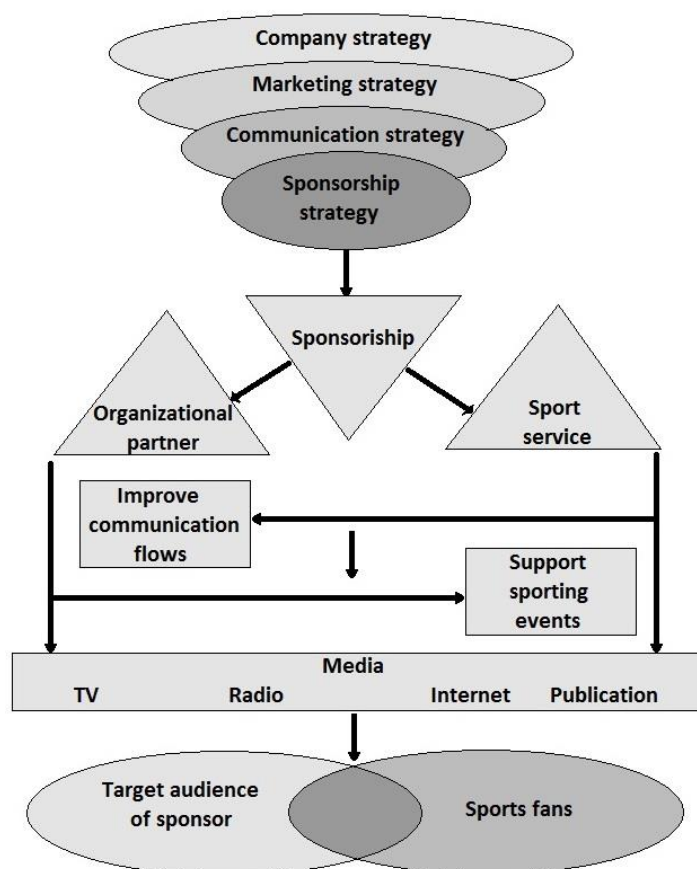 Company strategy
Marketing strategy
Communication strategy
Sponsorship
strategy
Sponsoriship
Organizational
partner
Sport
service
Improve
communication
flows
Support
sporting
events
Media
TV Radio Internet Publication
Target audience
of sponsor
Sports fans